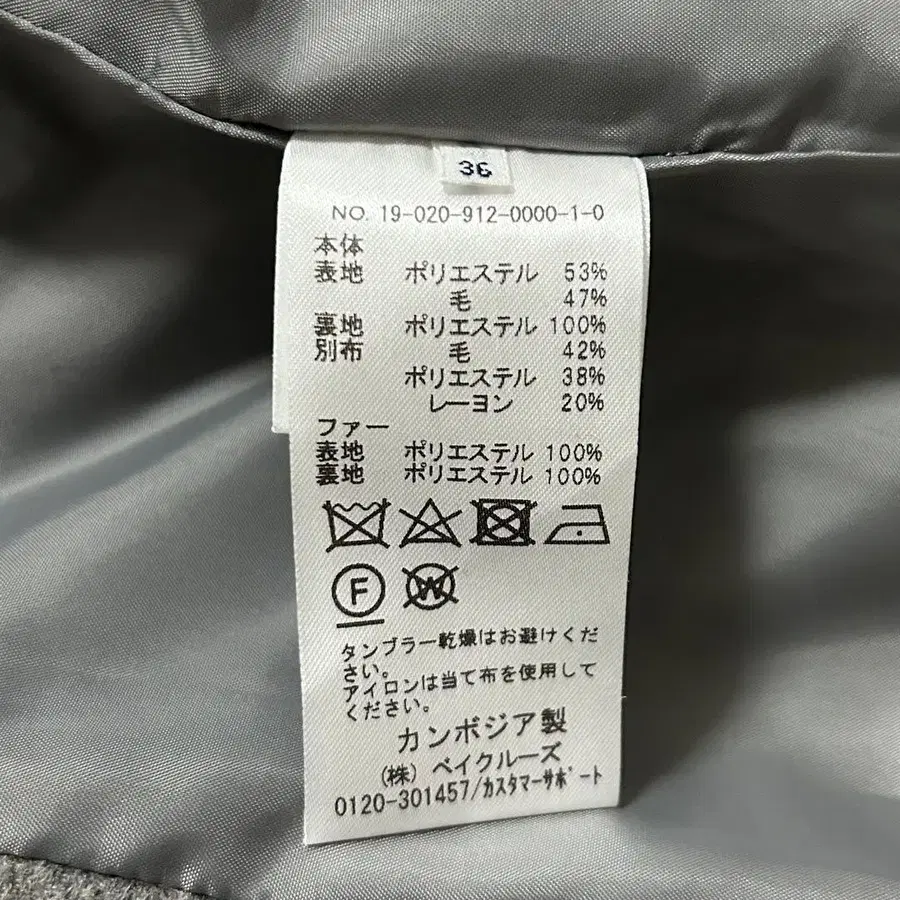 36
NO. 19-020-912-0000-1-0
本体
表地 ポリエステル 53%
毛 47%
裏地 ポリエステル 100%
別布 毛 42%
ポリエステル 38%
レーヨン 20%
ファー
表地 ポリエステル 100%
裏地 ポリエステル 100%
F W
タンブラー乾燥はお避けくだ
さい。
アイロンは当て布を使用して
ください。
カンボジア製
(株) ベイクルーズ
0120-301457/カスタマーサポート